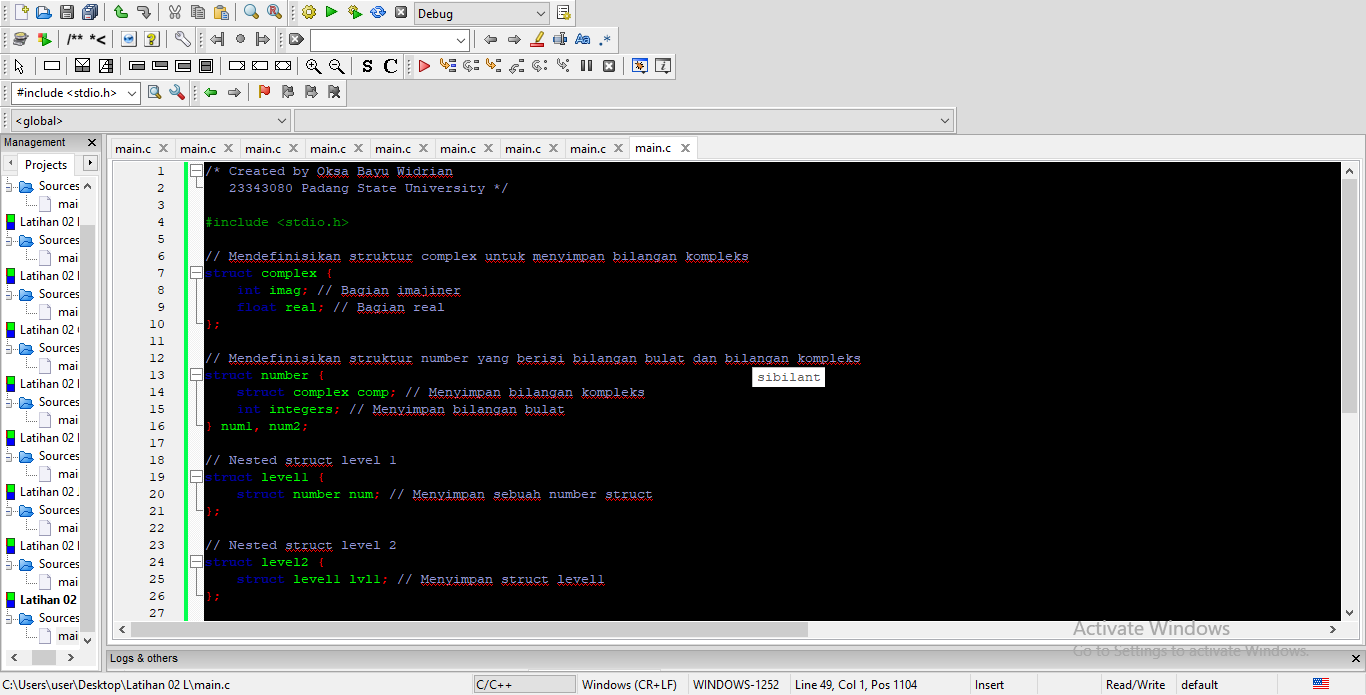 Debug
/** *<
S C
Aa .*
#include <stdio.h>
<global>
Management
Projects
main.c main.c main.c main.c main.c main.c main.c main.c main.c
Sources
mai
Latihan 02 I
Sources
mai
Latihan 02 I
Sources
mai
Latihan 02
Sources
mai
Latihan 02 I
Sources
mai
Latihan 02 I
Sources
mai
Latihan 02
Sources
mai
Latihan 02 I
Sources
mai
Latihan 02
Sources
mai
1 /* Created by Oksa Bayu Widrian
2 23343080 Padang State University */
3
4 #include <stdio.h>
5
6 // Mendefinisikan struktur complex untuk menyimpan bilangan kompleks
7 struct complex {
8 int imag; // Bagian imajiner
9 float real; // Bagian real
10 };
11
12 // Mendefinisikan struktur number yang berisi bilangan bulat dan bilangan kompleks
13 struct number {
sibilant
14 struct complex comp; // Menyimpan bilangan kompleks
15 int integers; // Menyimpan bilangan bulat
16 } num1, num2;
17
18 // Nested struct level 1
19 struct level1 {
20 struct number num; // Menyimpan sebuah number struct
21 };
22
23 // Nested struct level 2
24 struct level2 {
25 struct level1 lvl1; // Menyimpan struct level1
26 };
27
Activate Windows
Go to Settings to activate Windows.
Logs & others
C:\Users\user\Desktop\Latihan 02 L\main.c C/C++ Windows (CR+LF) WINDOWS-1252 Line 49, Col 1, Pos 1104 Insert Read/Write default